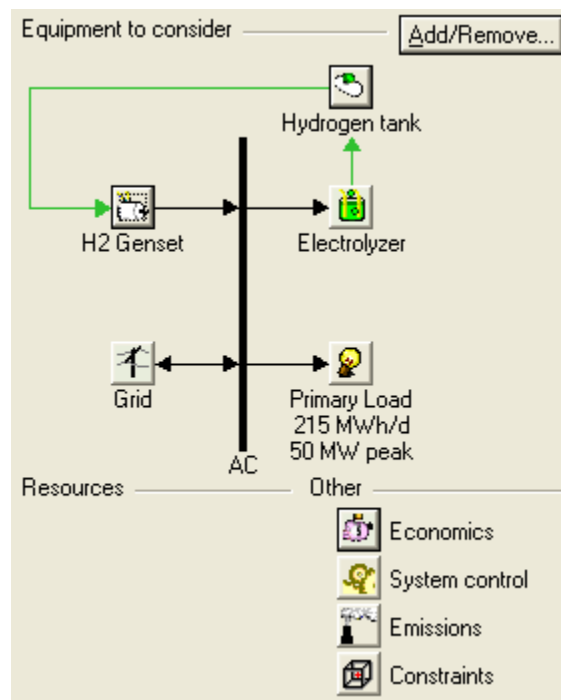 Equipment to consider
Add/Remove...
Hydrogen tank
H2 Genset
Electrolyzer
Grid
Primary Load
215 MWh/d
50 MW peak
AC
Resources
Other
Economics
System control
Emissions
Constraints